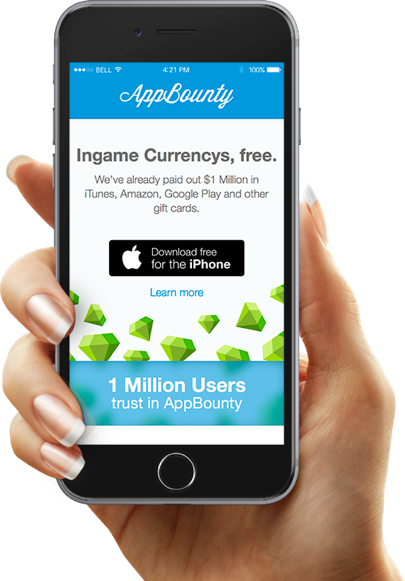 BELL 4:21 PM 100%
AppBounty
Ingame Currencys, free.
We've already paid out $1 Million in
iTunes, Amazon, Google Play and other
gift cards.
Download free
for the iPhone
Learn more
1 Million Users
trust in AppBounty